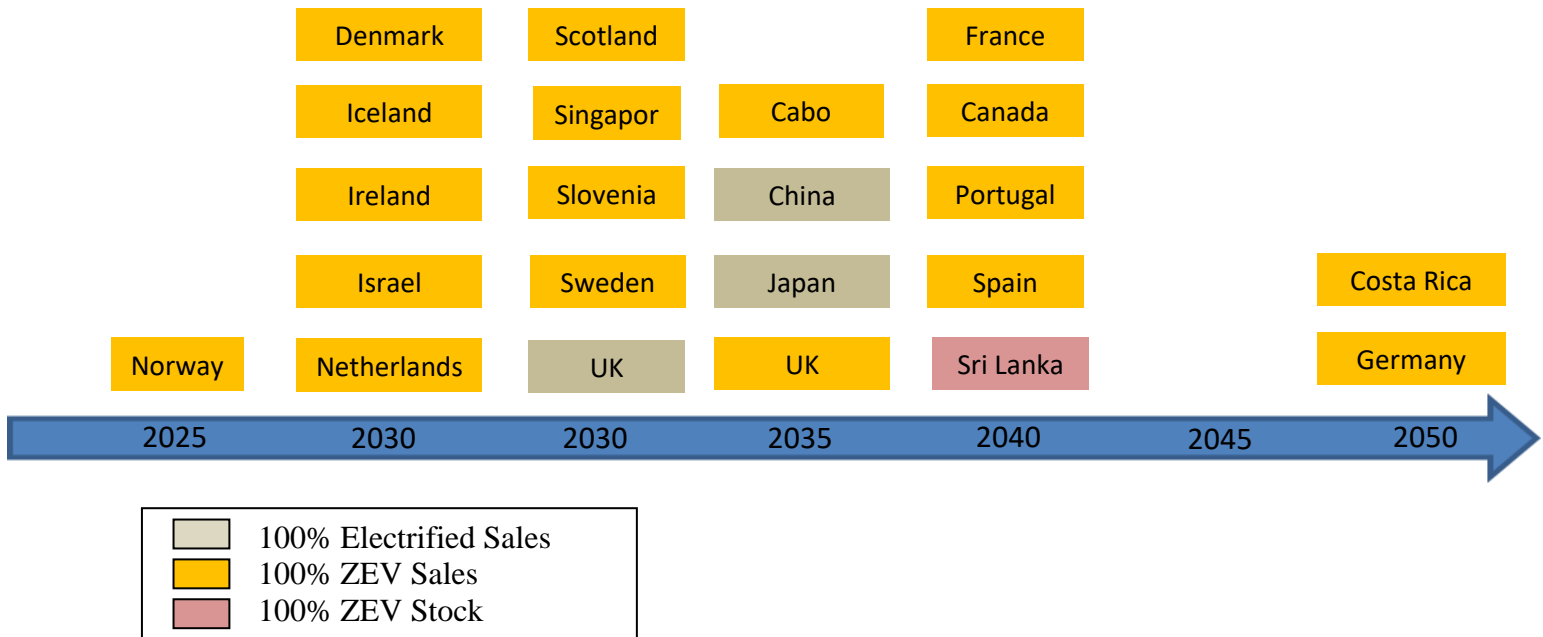 Denmark
Scotland
France
Iceland
Singapor
Cabo
Canada
Ireland
Slovenia
China
Portugal
Israel
Sweden
Japan
Spain
Costa Rica
Norway
Netherlands
UK
UK
Sri Lanka
Germany
2025
2030
2030
2035
2040
2045
2050
100% Electrified Sales
100% ZEV Sales
100% ZEV Stock